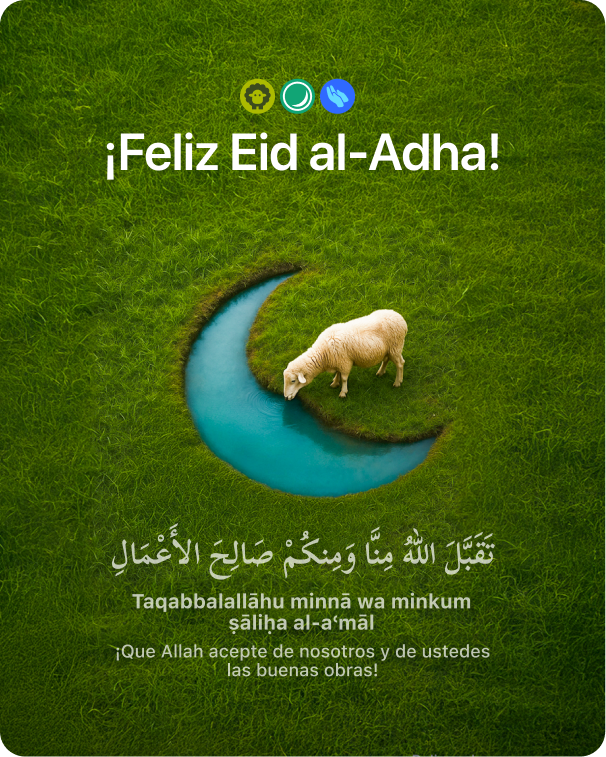 ¡Feliz Eid al-Adha!
تَقَبَّلَ اللّٰهُ مِنَّا وَمِنكُمْ صَالِحَ الأَعْمَالِ
Taqabbalallāhu minnā wa minkum
ṣāliḥa al-aʿmāl
¡Que Allah acepte de nosotros y de ustedes
las buenas obras!